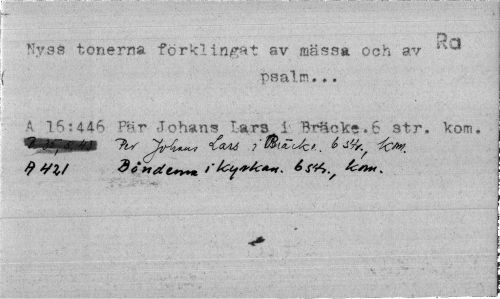 Ra
Nyss tonerna förklingat av mässa och av
psalm...
A 16:446 Pär Johans Lars i Bräcke.6 str. kom.
Per Johans Lars i Bräcke. 6 str., kom.
A 421 Bönderna i kyrkan. 6 str., kom.